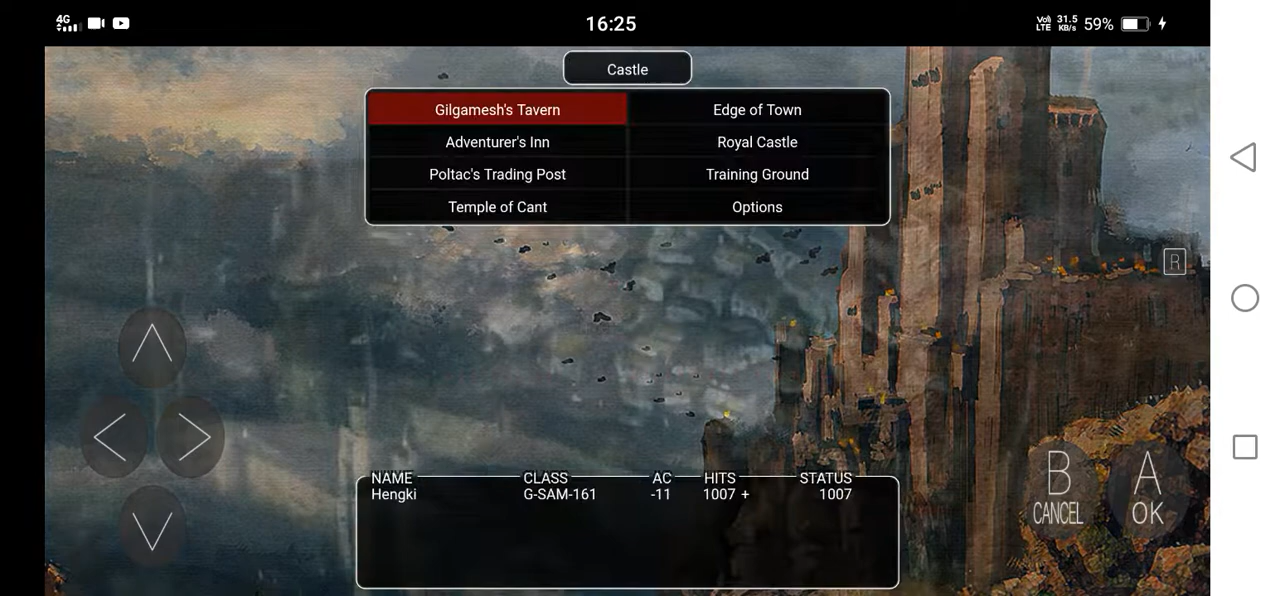 4G
16:25
Vo) LTE
31.5 KB/s
59%
Castle
Gilgamesh's Tavern
Edge of Town
Adventurer's Inn
Royal Castle
Poltac's Trading Post
Training Ground
Temple of Cant
Options
R
NAME CLASS AC HITS STATUS
Hengki G-SAM-161 -11 1007 + 1007
B CANCEL
A OK